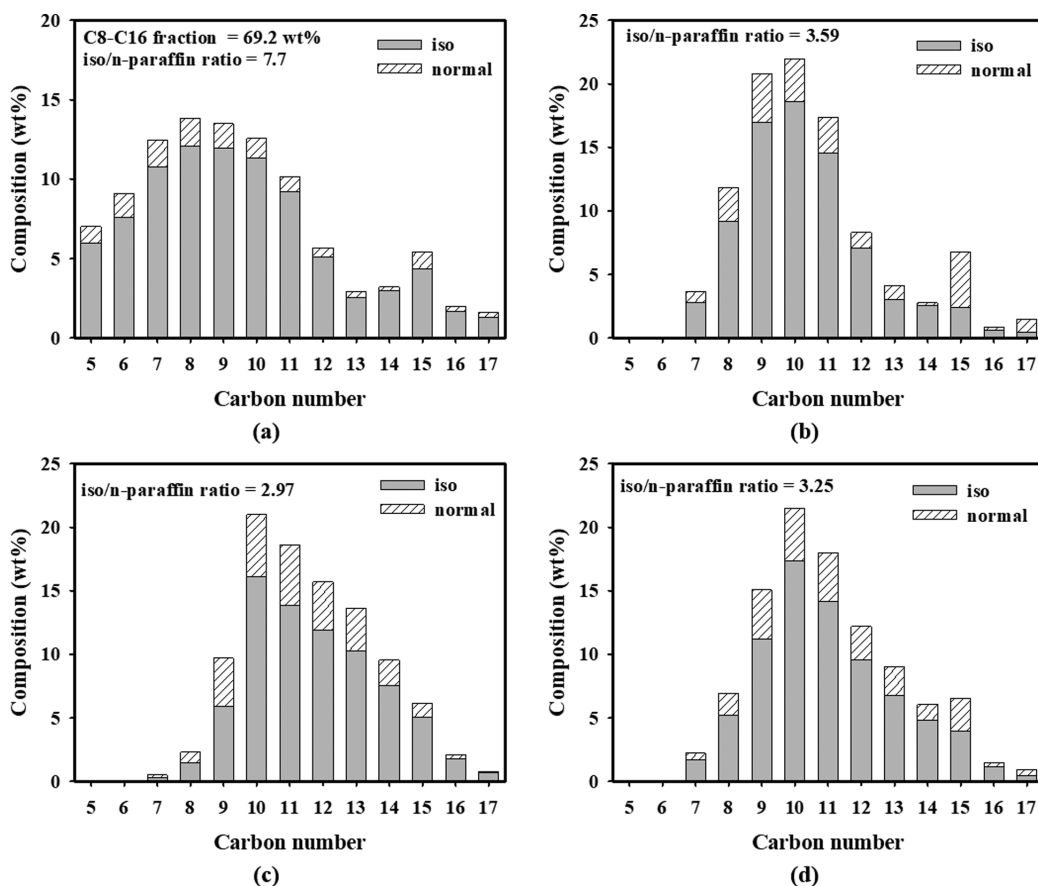 C8-C16 fraction = 69.2 wt%
iso/n-paraffin ratio = 7.7
iso
normal
Composition (wt%)
20
15
10
5
0
5 6 7 8 9 10 11 12 13 14 15 16 17
Carbon number
(a)
iso/n-paraffin ratio = 3.59
iso
normal
Composition (wt%)
25
20
15
10
5
0
5 6 7 8 9 10 11 12 13 14 15 16 17
Carbon number
(b)
iso/n-paraffin ratio = 2.97
iso
normal
Composition (wt%)
25
20
15
10
5
0
5 6 7 8 9 10 11 12 13 14 15 16 17
Carbon number
(c)
iso/n-paraffin ratio = 3.25
iso
normal
Composition (wt%)
25
20
15
10
5
0
5 6 7 8 9 10 11 12 13 14 15 16 17
Carbon number
(d)